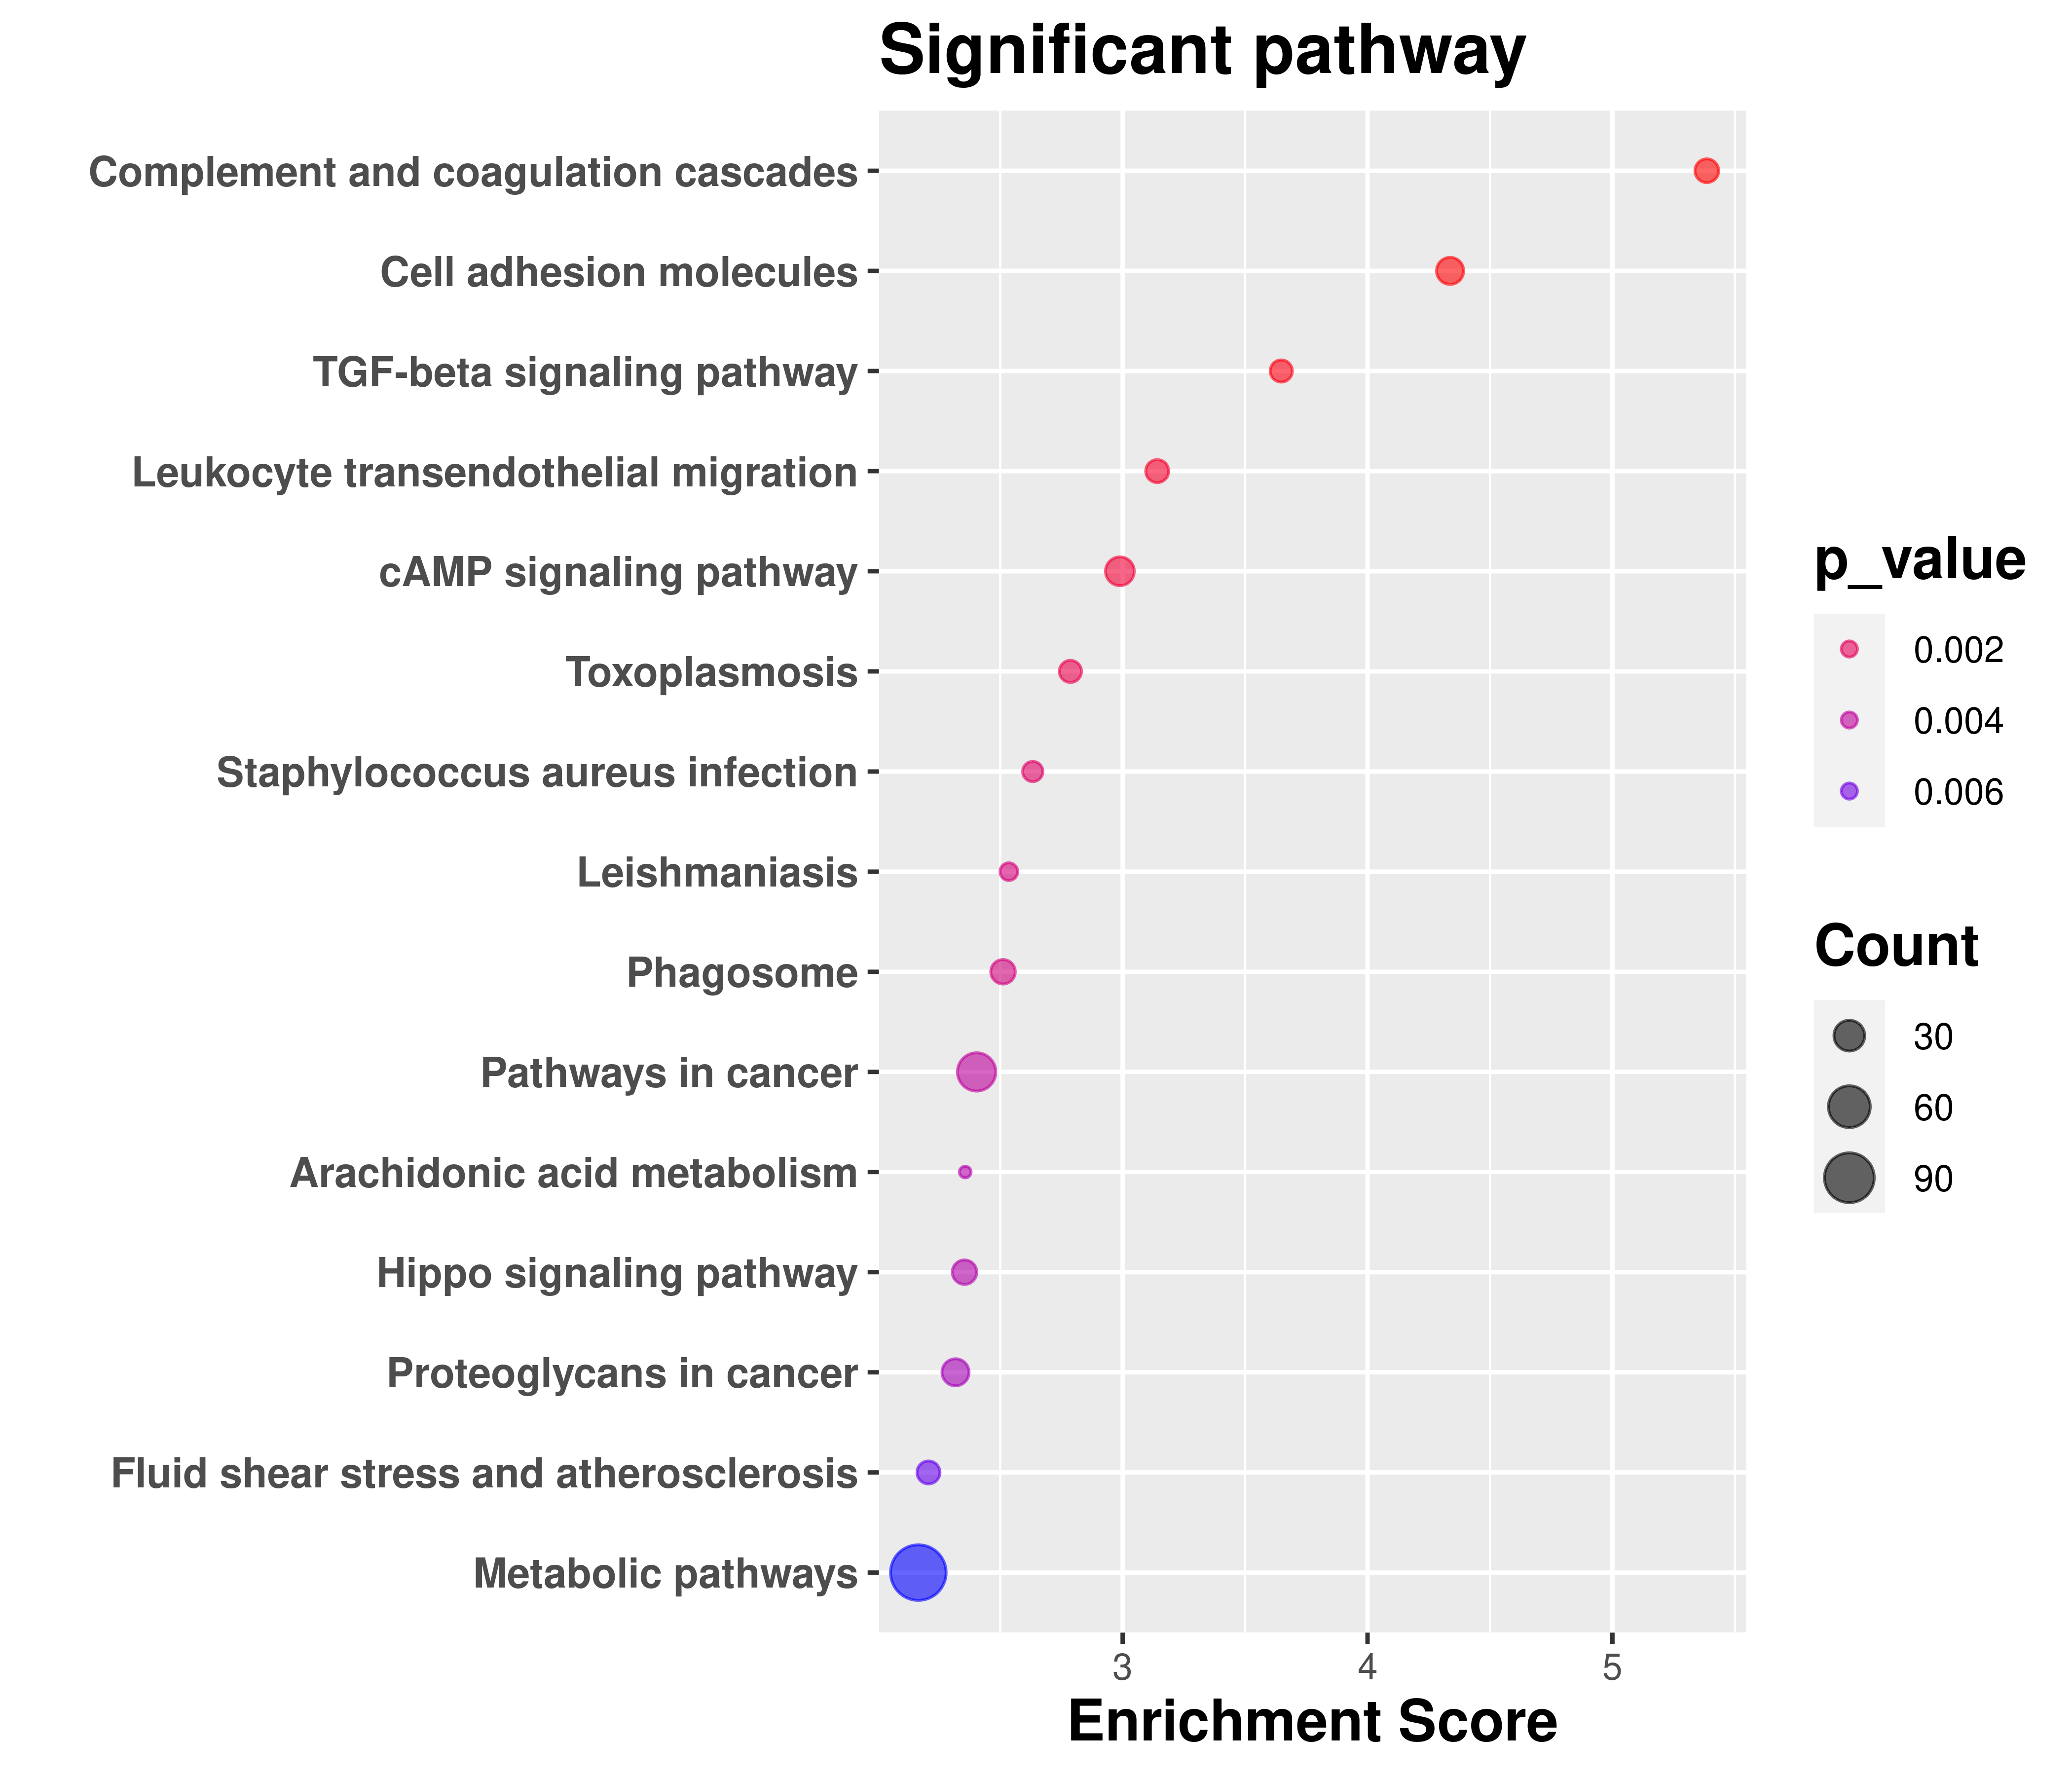 Significant pathway
Complement and coagulation cascades
Cell adhesion molecules
TGF-beta signaling pathway
Leukocyte transendothelial migration
cAMP signaling pathway
Toxoplasmosis
Staphylococcus aureus infection
Leishmaniasis
Phagosome
Pathways in cancer
Arachidonic acid metabolism
Hippo signaling pathway
Proteoglycans in cancer
Fluid shear stress and atherosclerosis
Metabolic pathways
3 4 5
Enrichment Score
p_value
0.002
0.004
0.006
Count
30
60
90